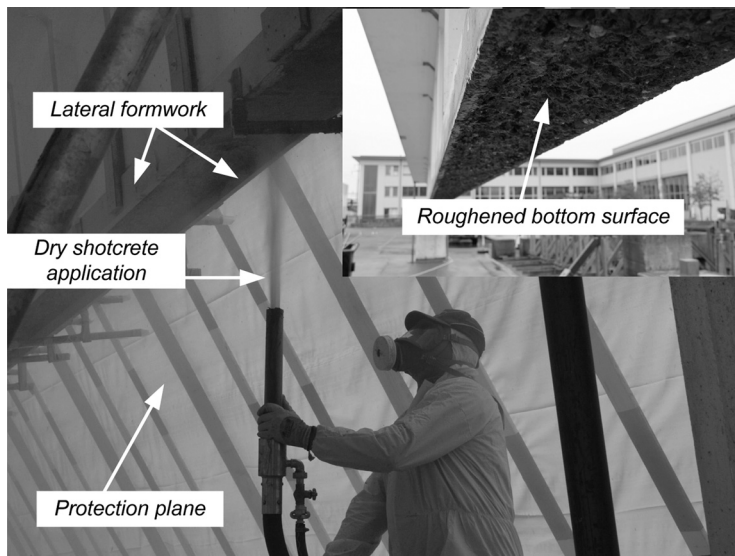 Lateral formwork
Roughened bottom surface
Dry shotcrete
application
Protection plane